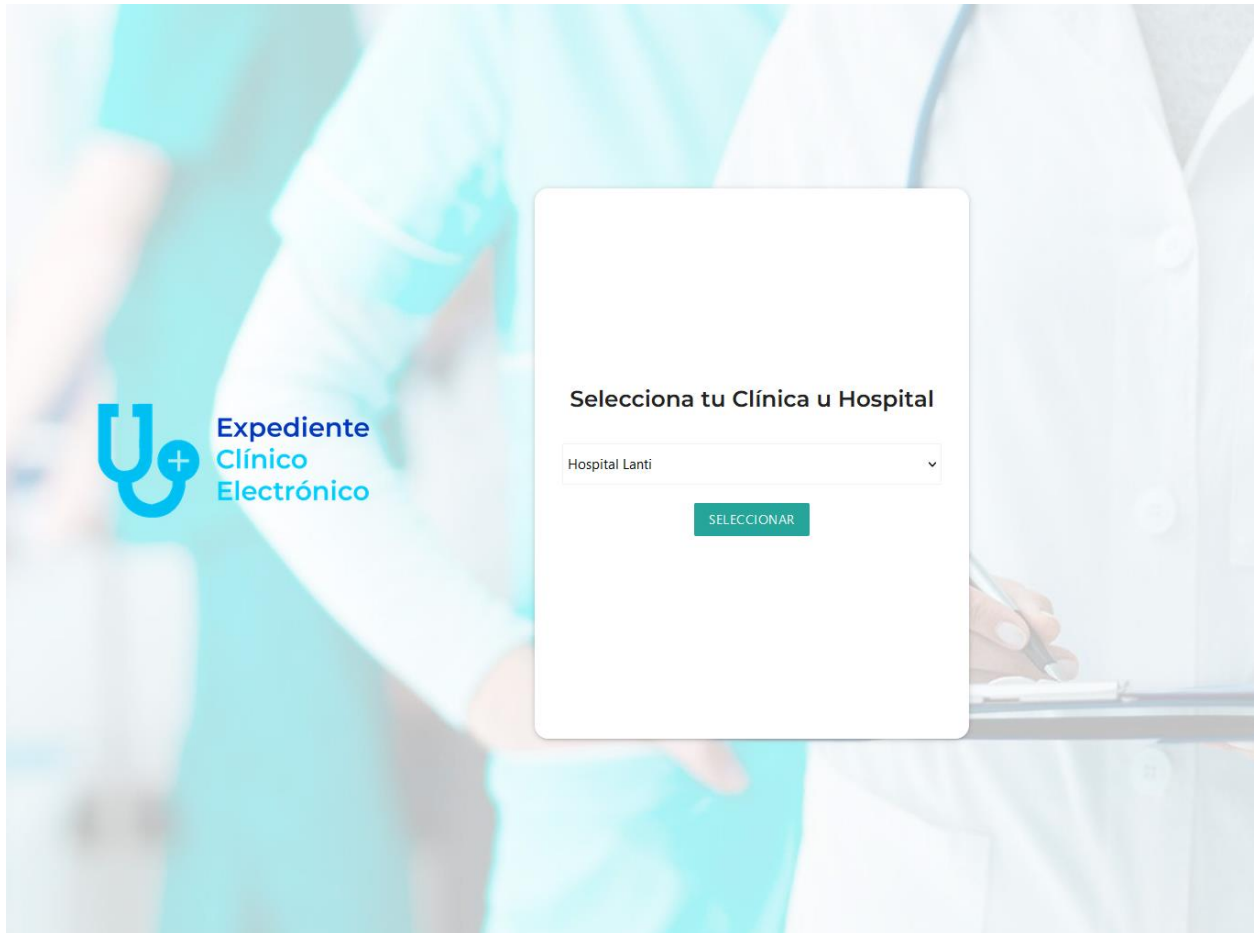 Expediente
Clínico
Electrónico
Selecciona tu Clínica u Hospital
Hospital Lanti
SELECCIONAR